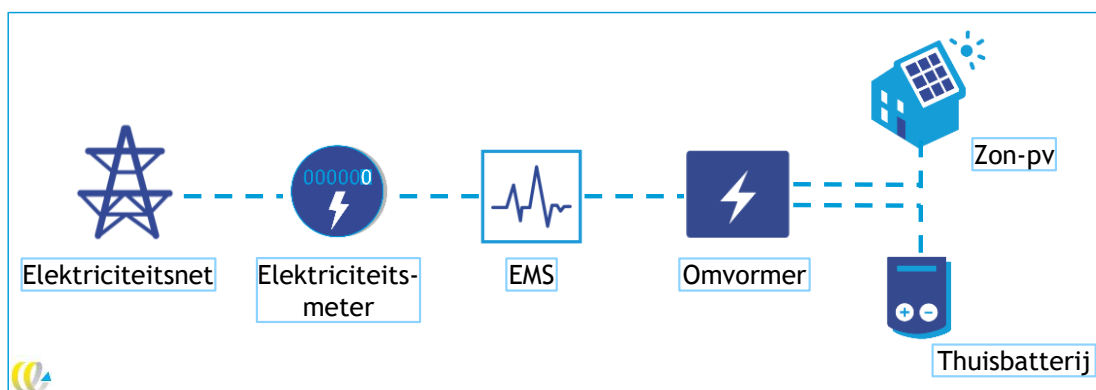 Zon-pv
000000
Elektriciteitsnet
Elektriciteits-
meter
EMS
Omvormer
Thuisbatterij